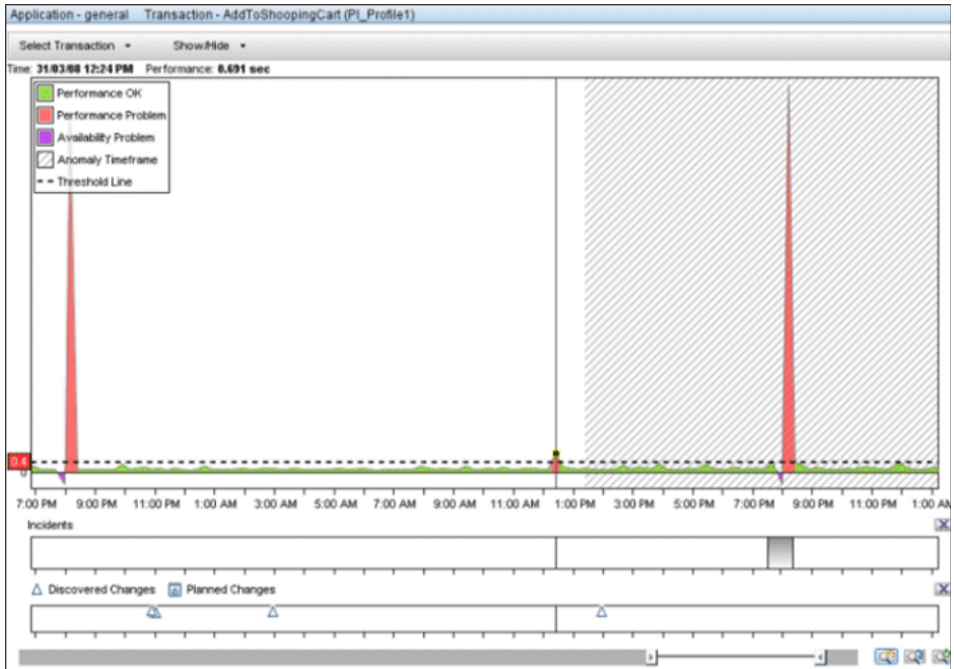 Application - general Transaction - AddToShoopingCart (PI_Profile1)
Select Transaction Show/Hide
Time: 31/03/08 12:24 PM Performance: 0.691 sec
Performance OK
Performance Problem
Availability Problem
Anomaly Timeframe
Threshold Line
0.4
0
7:00 PM 9:00 PM 11:00 PM 1:00 AM 3:00 AM 5:00 AM 7:00 AM 9:00 AM 11:00 AM 1:00 PM 3:00 PM 5:00 PM 7:00 PM 9:00 PM 11:00 PM 1:00 AM
Incidents
Discovered Changes Planned Changes